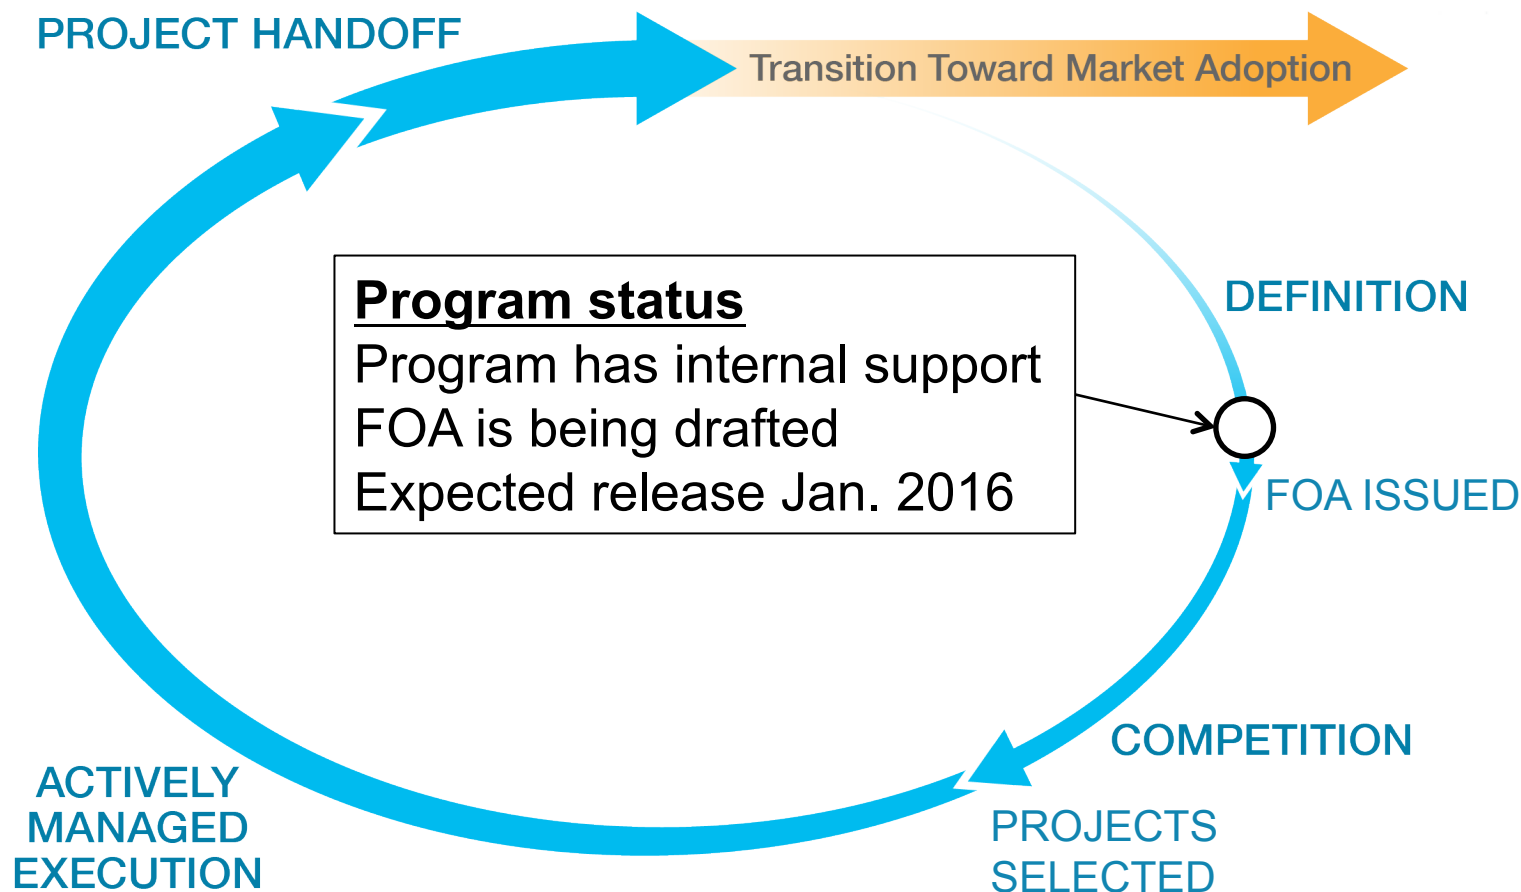 PROJECT HANDOFF
Transition Toward Market Adoption
Program status
Program has internal support
FOA is being drafted
Expected release Jan. 2016
DEFINITION
FOA ISSUED
COMPETITION
PROJECTS
SELECTED
ACTIVELY
MANAGED
EXECUTION